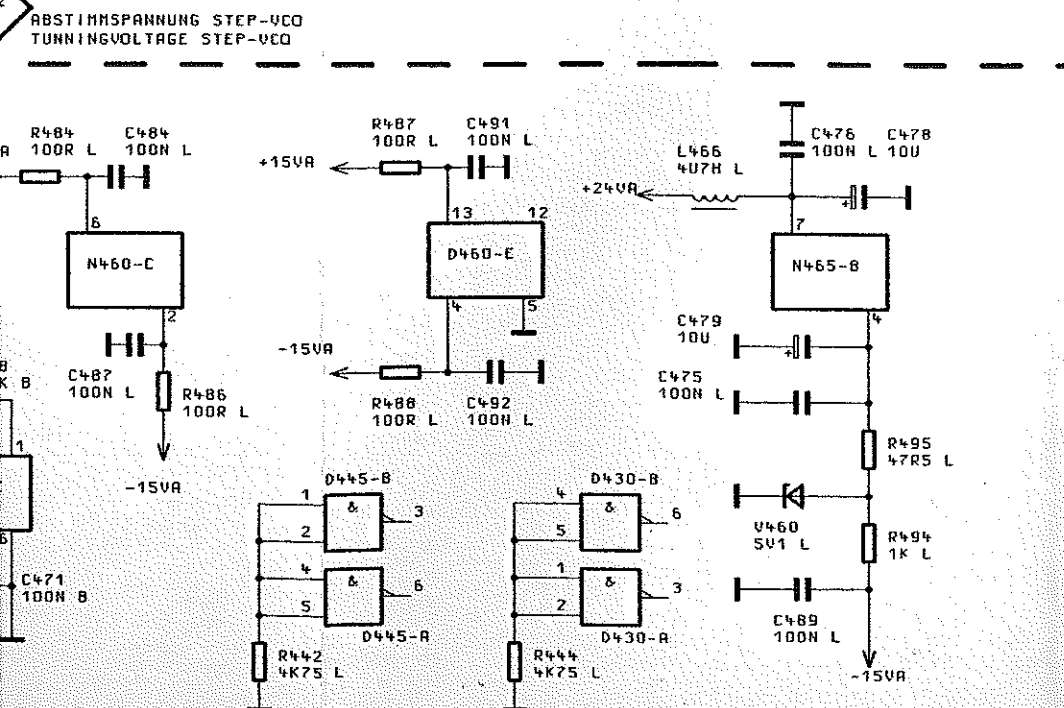 ABSTIMMSPANNUNG STEP-VCO
TUNNINGVOLTAGE STEP-VCO
R484
100R L
C484
100N L
6
N460-C
2
C487
100N L
R486
100R L
-15VA
1
6
C471
100N B
K B
+15VA
R487
100R L
C491
100N L
13
12
D460-E
4
5
-15VA
R488
100R L
C492
100N L
L466
4U7H L
+24VA
C476
100N L
C478
10U
+
7
N465-B
4
C479
10U
+
C475
100N L
R495
47R5 L
V460
5V1 L
R494
1K L
C489
100N L
-15VA
D445-B
1
&
3
2
4
&
6
5
D445-A
R442
4K75 L
D430-B
4
&
6
5
1
&
3
2
D430-A
R444
4K75 L